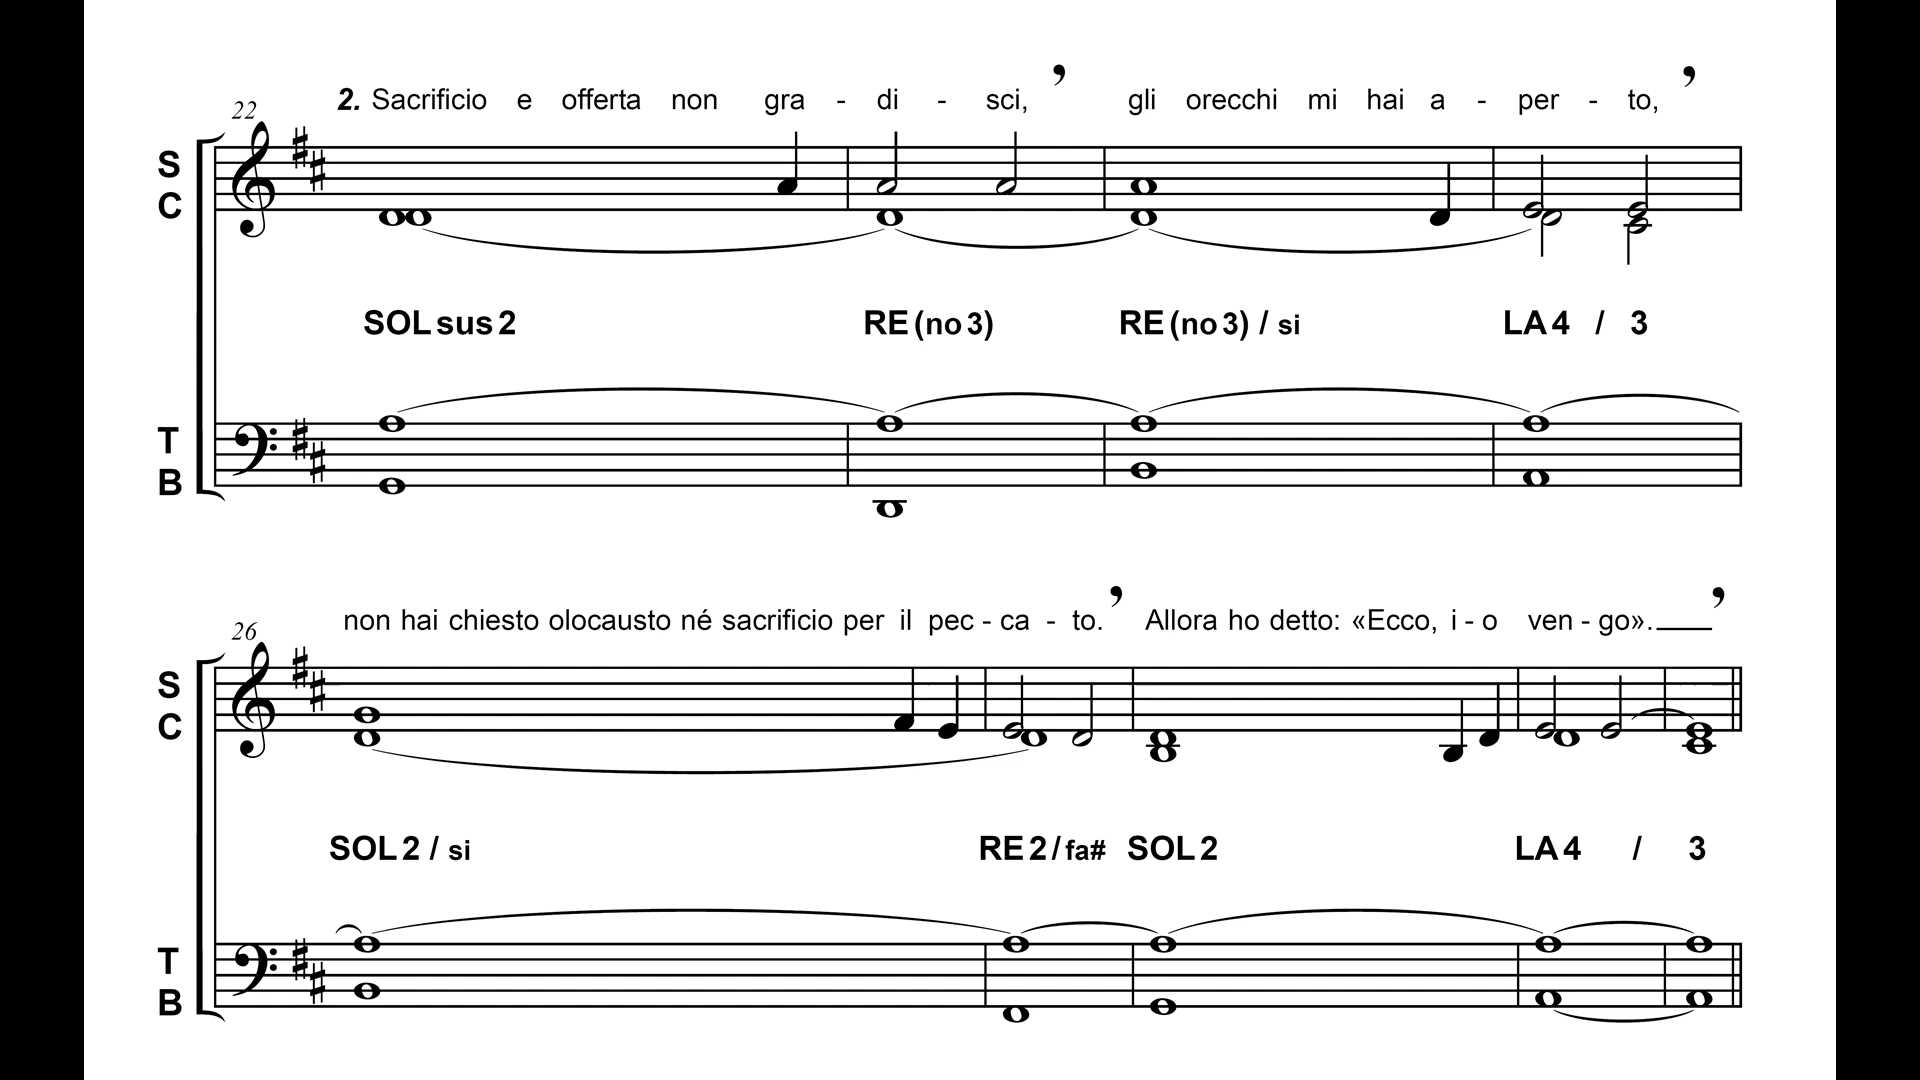 2. Sacrificio e offerta non gra - di - sci, ❜ gli orecchi mi hai a - per - to, ❜
22
S
C
SOL sus 2 RE (no 3) RE (no 3) / si LA 4 / 3
T
B
non hai chiesto olocausto né sacrificio per il pec - ca - to. ❜ Allora ho detto: «Ecco, i - o ven - go».___ ❜
26
S
C
SOL 2 / si RE 2 / fa# SOL 2 LA 4 / 3
T
B